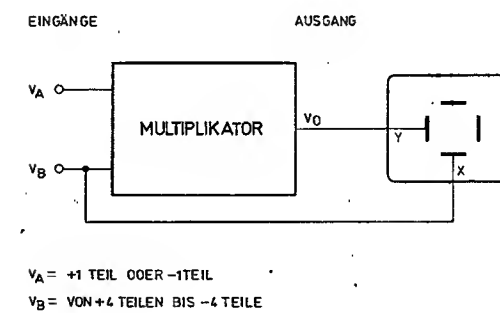 EINGÄNGE AUSGANG
VA
MULTIPLIKATOR
VO
Y
VB
X
VA = +1 TEIL ODER -1TEIL
VB = VON +4 TEILEN BIS -4 TEILE